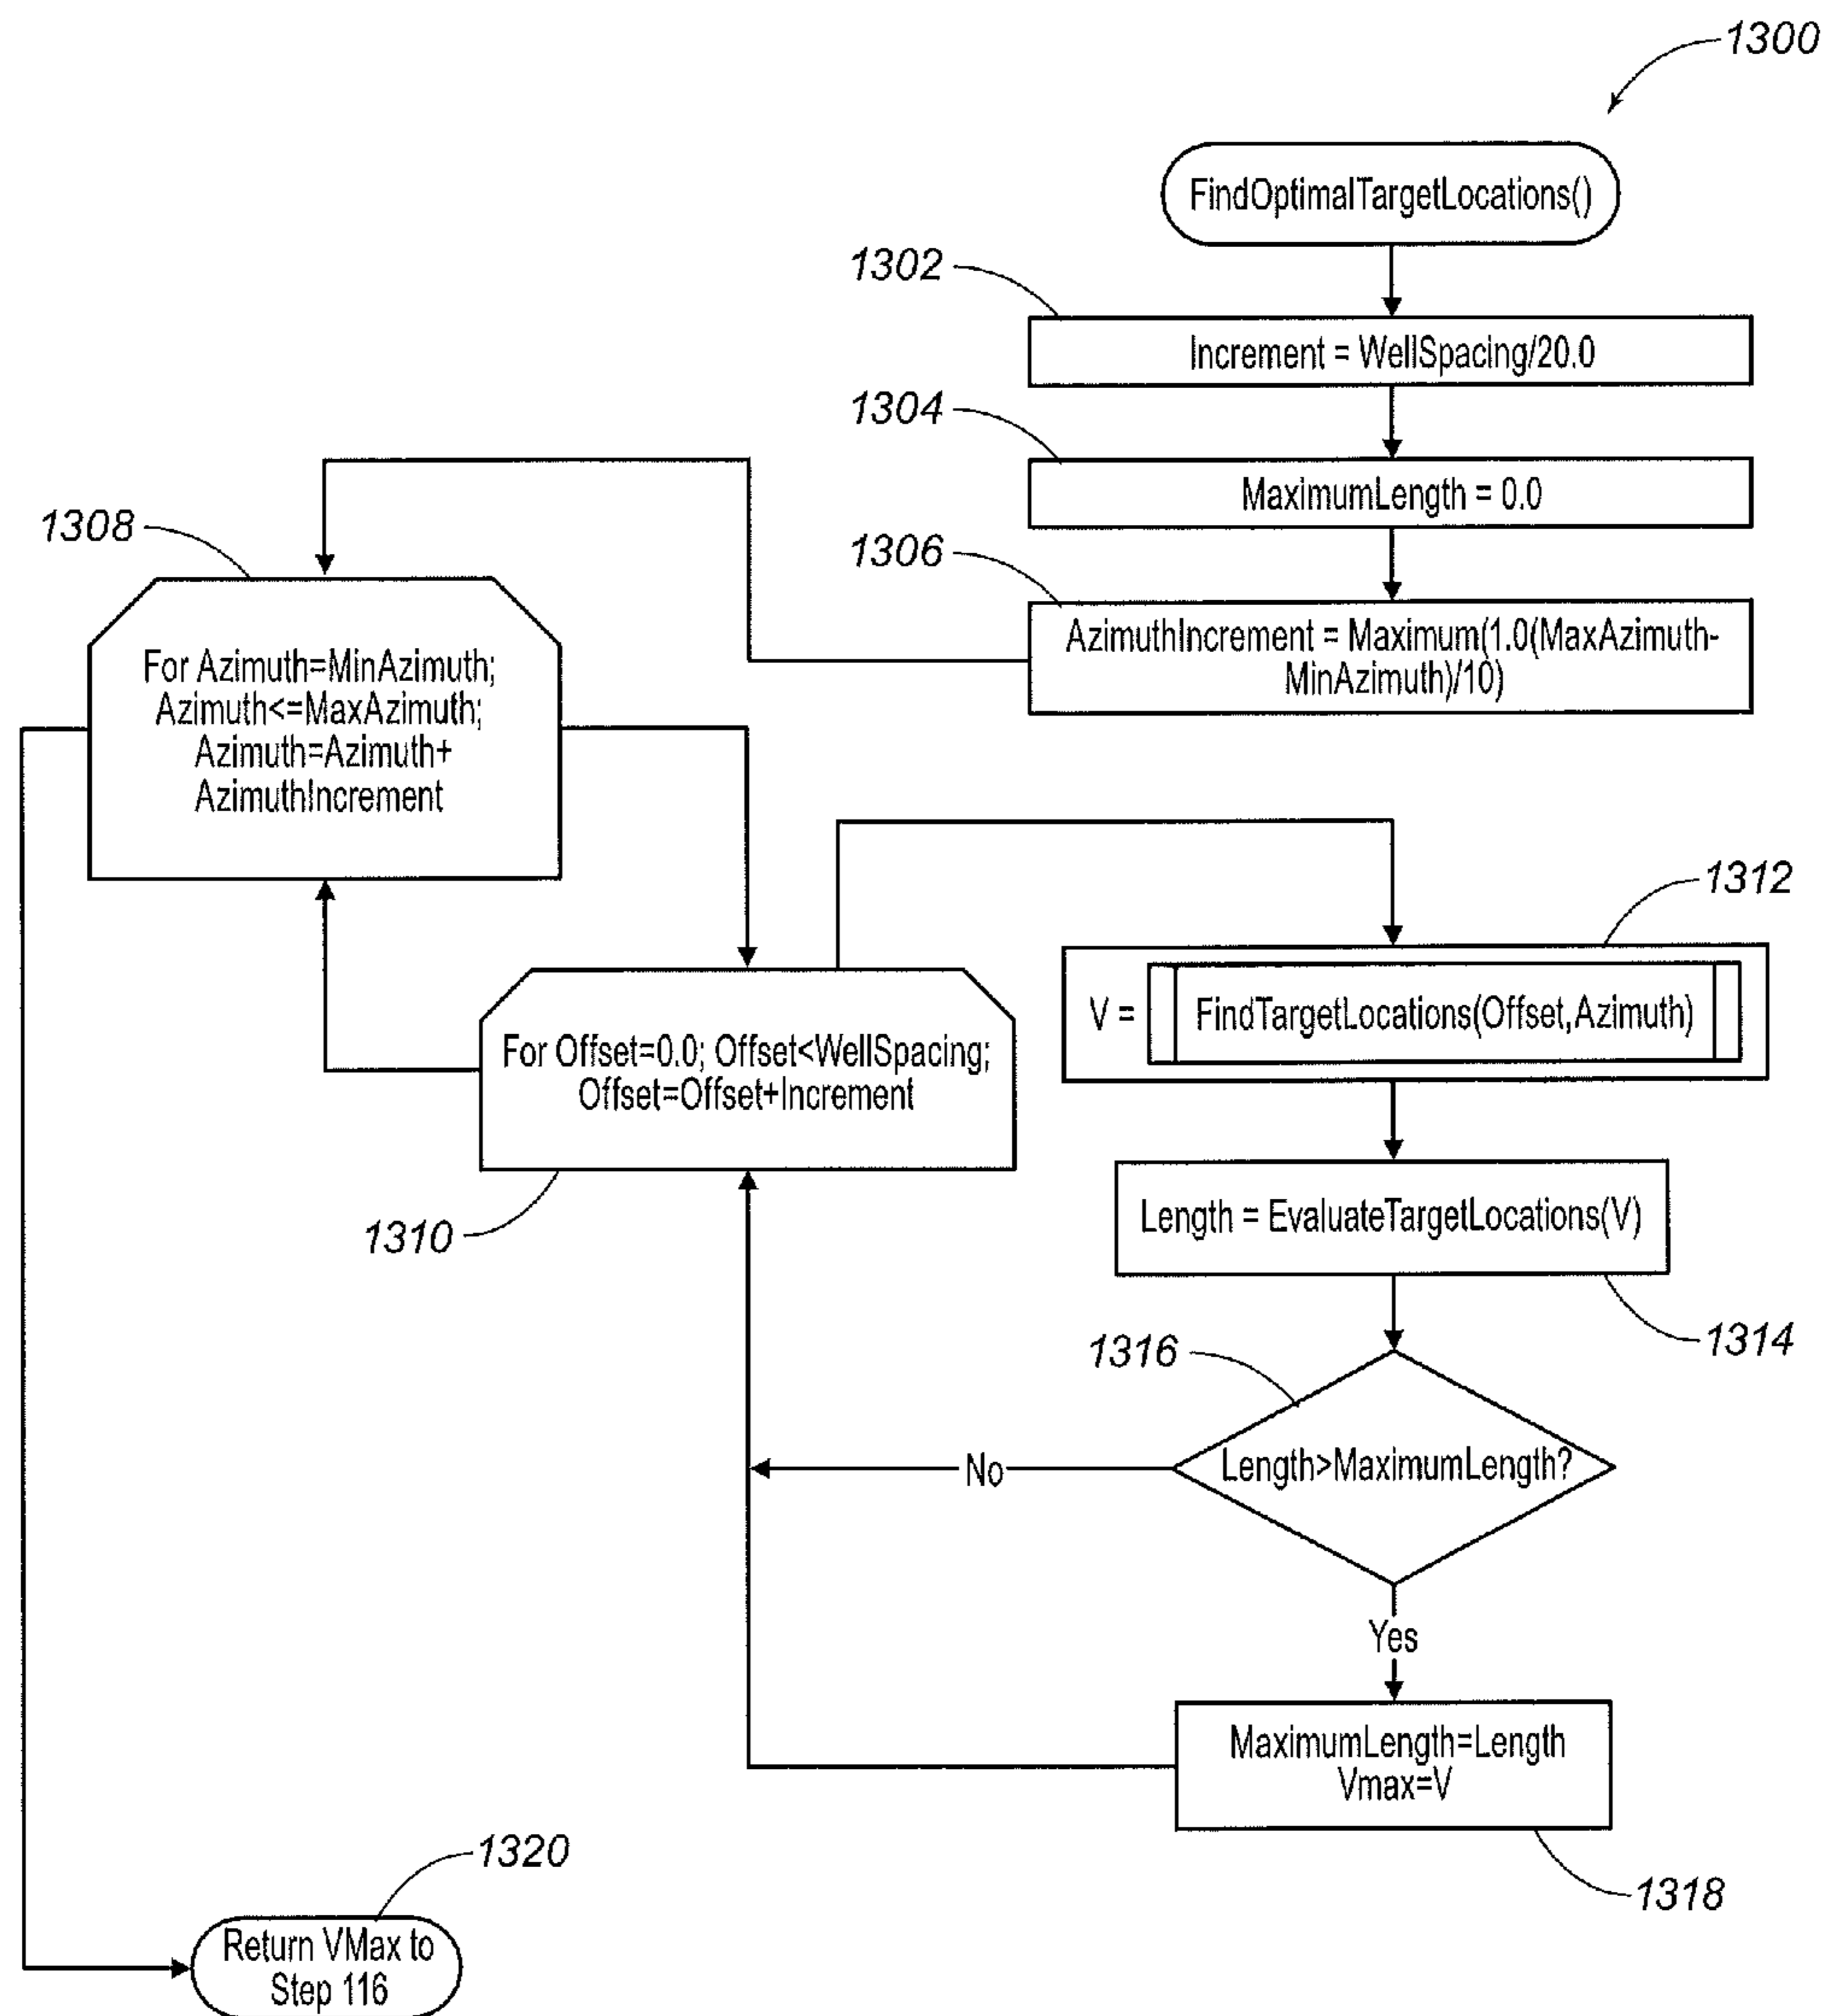 1300
FindOptimalTargetLocations()
1302
Increment = WellSpacing/20.0
1304
MaximumLength = 0.0
1306
AzimuthIncrement = Maximum(1.0(MaxAzimuth-
MinAzimuth)/10)
1308
For Azimuth=MinAzimuth;
Azimuth<=MaxAzimuth;
Azimuth=Azimuth+
AzimuthIncrement
1310
For Offset=0.0; Offset<WellSpacing;
Offset=Offset+Increment
1312
V = FindTargetLocations(Offset,Azimuth)
Length = EvaluateTargetLocations(V)
1314
1316
Length>MaximumLength?
No
Yes
MaximumLength=Length
Vmax=V
1318
1320
Return VMax to
Step 116